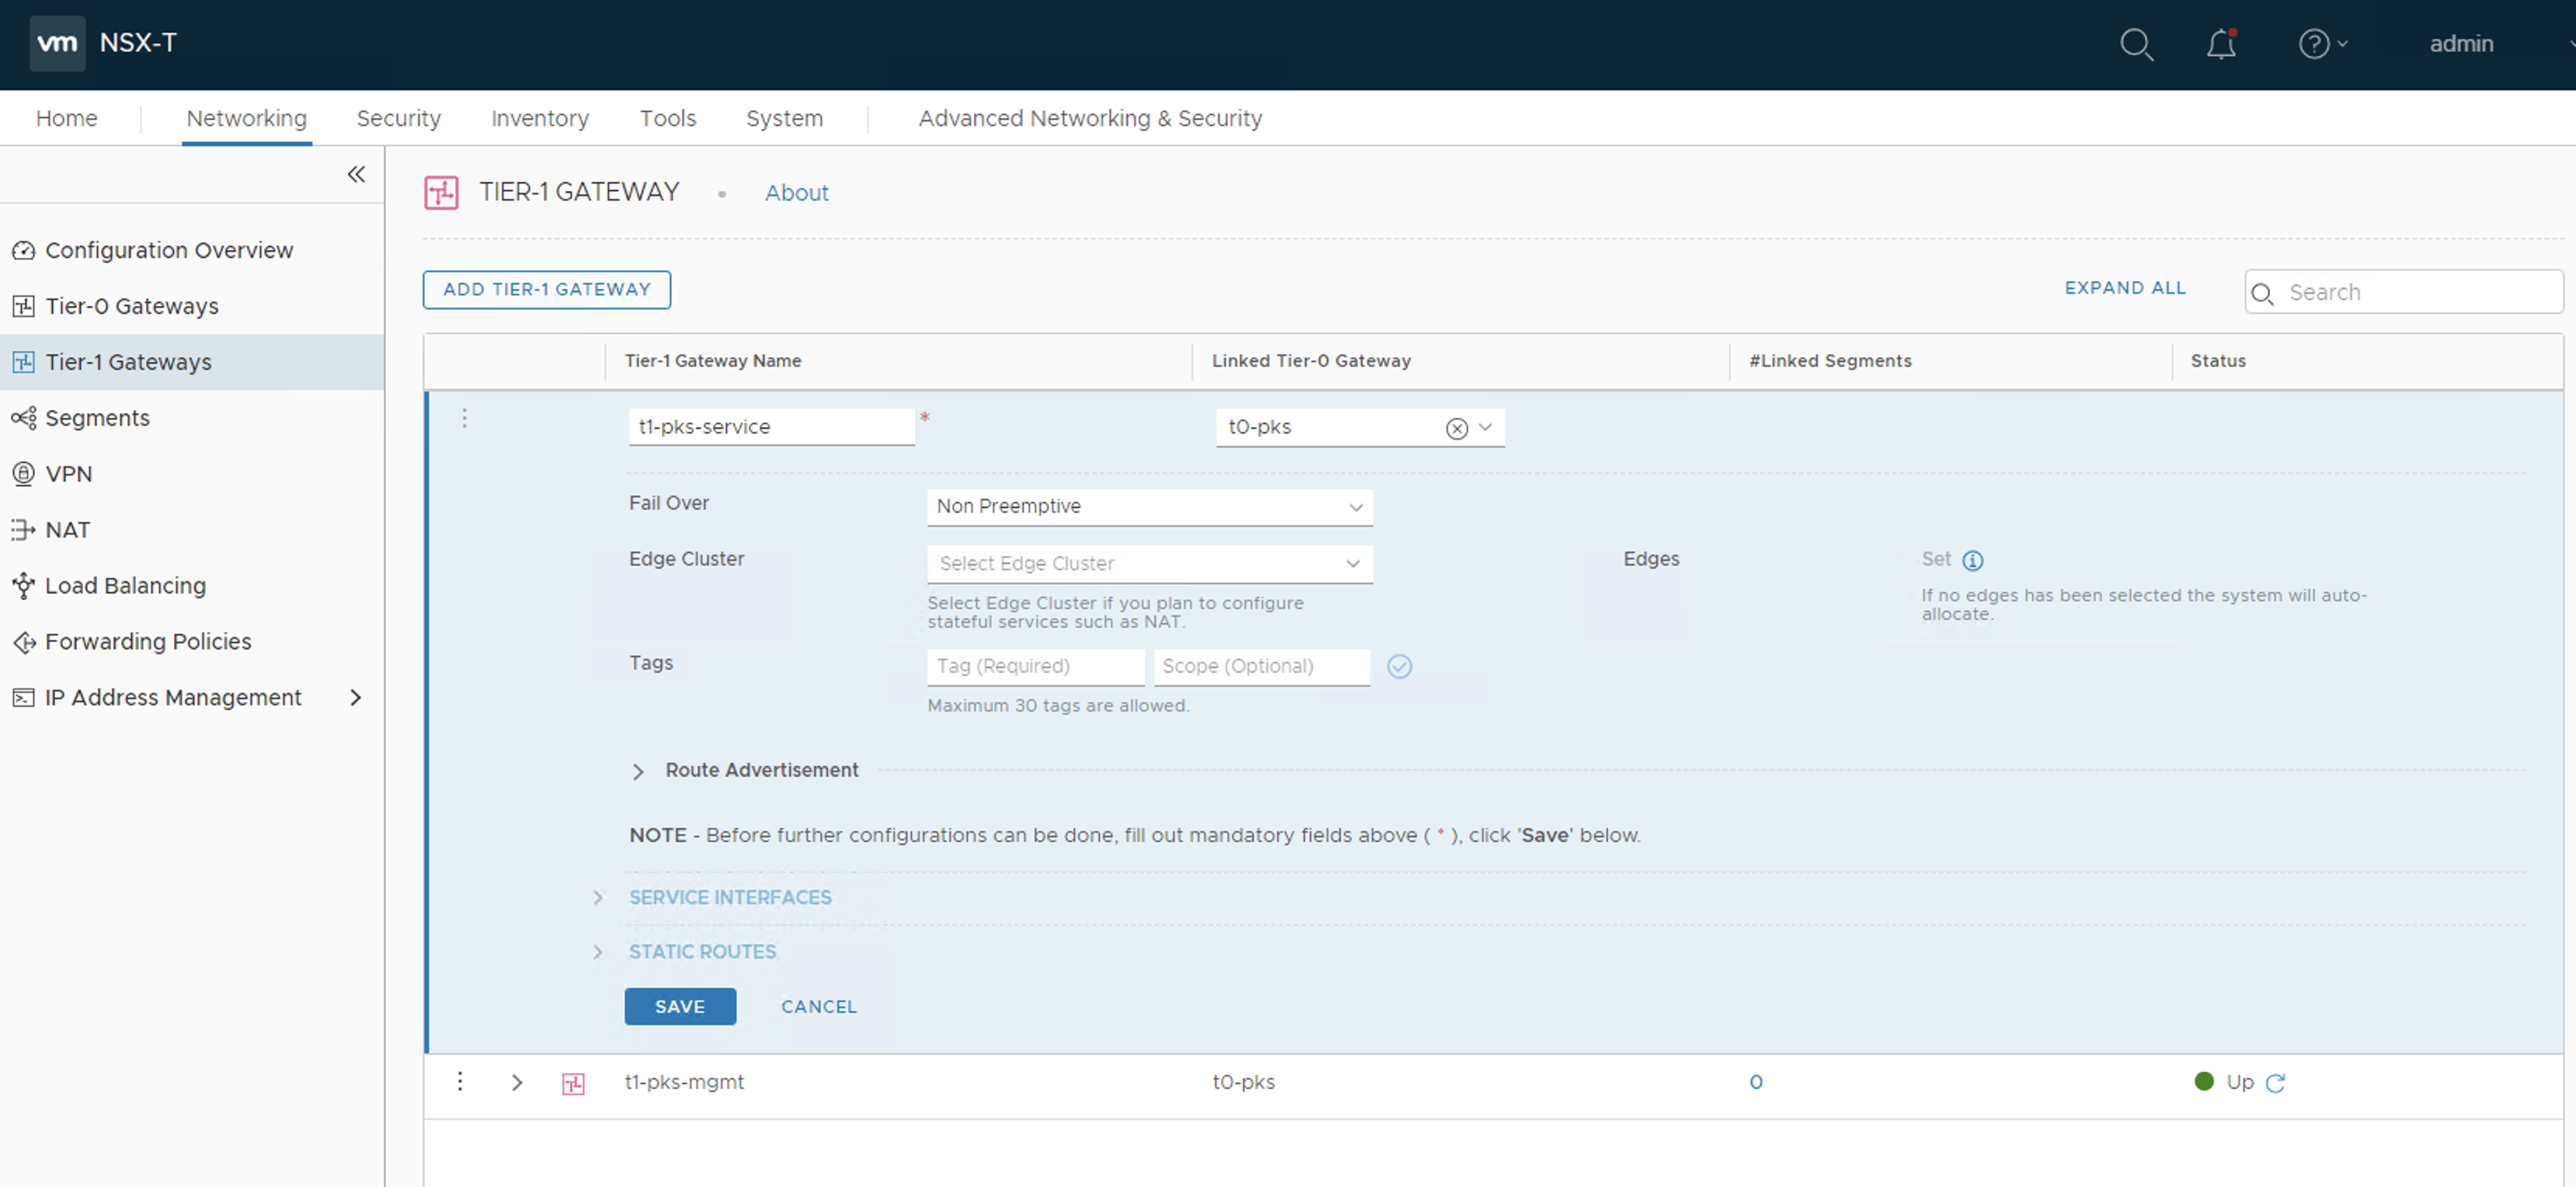 vm NSX-T admin
Home Networking Security Inventory Tools System Advanced Networking & Security
TIER-1 GATEWAY About
Configuration Overview
Tier-0 Gateways
Tier-1 Gateways
Segments
VPN
NAT
Load Balancing
Forwarding Policies
IP Address Management
ADD TIER-1 GATEWAY EXPAND ALL Search
Tier-1 Gateway Name Linked Tier-0 Gateway #Linked Segments Status
t1-pks-service * t0-pks
Fail Over Non Preemptive
Edge Cluster Select Edge Cluster
Select Edge Cluster if you plan to configure
stateful services such as NAT.
Edges Set
If no edges has been selected the system will auto-
allocate.
Tags Tag (Required) Scope (Optional)
Maximum 30 tags are allowed.
Route Advertisement
NOTE - Before further configurations can be done, fill out mandatory fields above ( * ), click 'Save' below.
SERVICE INTERFACES
STATIC ROUTES
SAVE CANCEL
t1-pks-mgmt t0-pks 0 Up